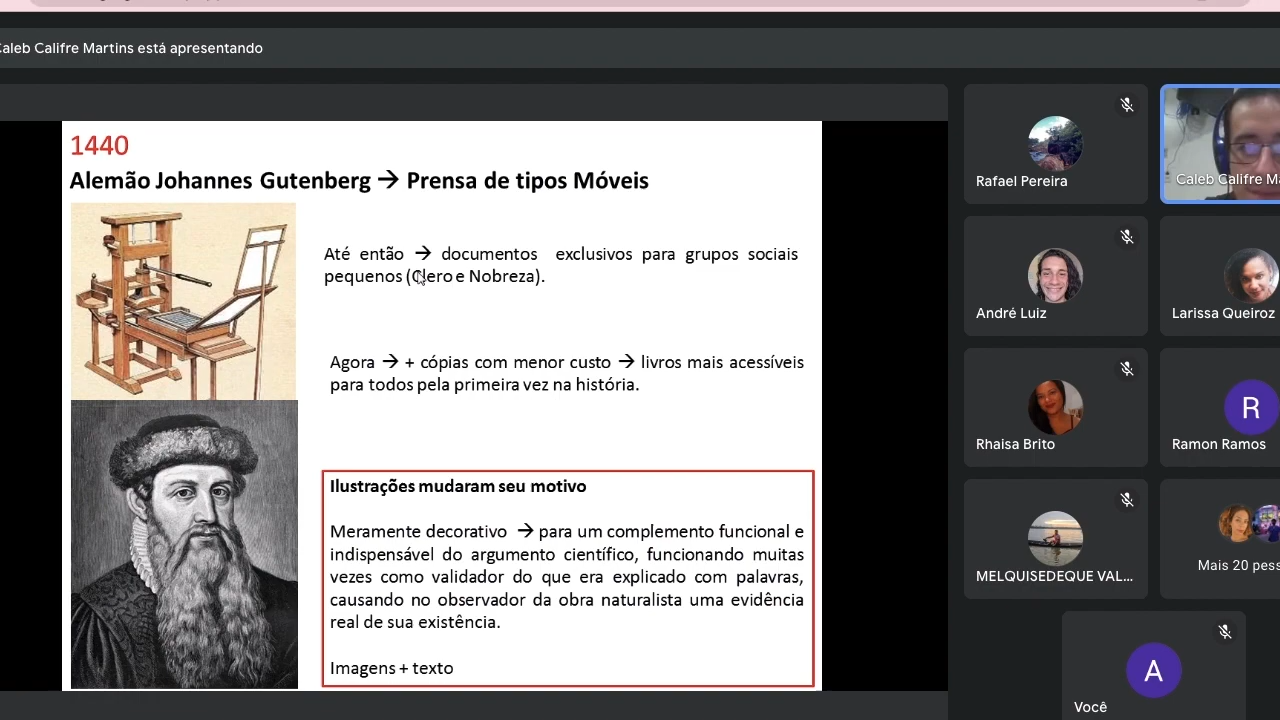 Caleb Califre Martins está apresentando
1440
Alemão Johannes Gutenberg → Prensa de tipos Móveis
Até então → documentos exclusivos para grupos sociais
pequenos (Clero e Nobreza).
Agora → + cópias com menor custo → livros mais acessíveis
para todos pela primeira vez na história.
Ilustrações mudaram seu motivo
Meramente decorativo → para um complemento funcional e
indispensável do argumento científico, funcionando muitas
vezes como validador do que era explicado com palavras,
causando no observador da obra naturalista uma evidência
real de sua existência.
Imagens + texto
Rafael Pereira
Caleb Califre Ma
André Luiz
Larissa Queiroz
Rhaisa Brito
R
Ramon Ramos
MELQUISEDEQUE VAL...
Mais 20 pess
A
Você